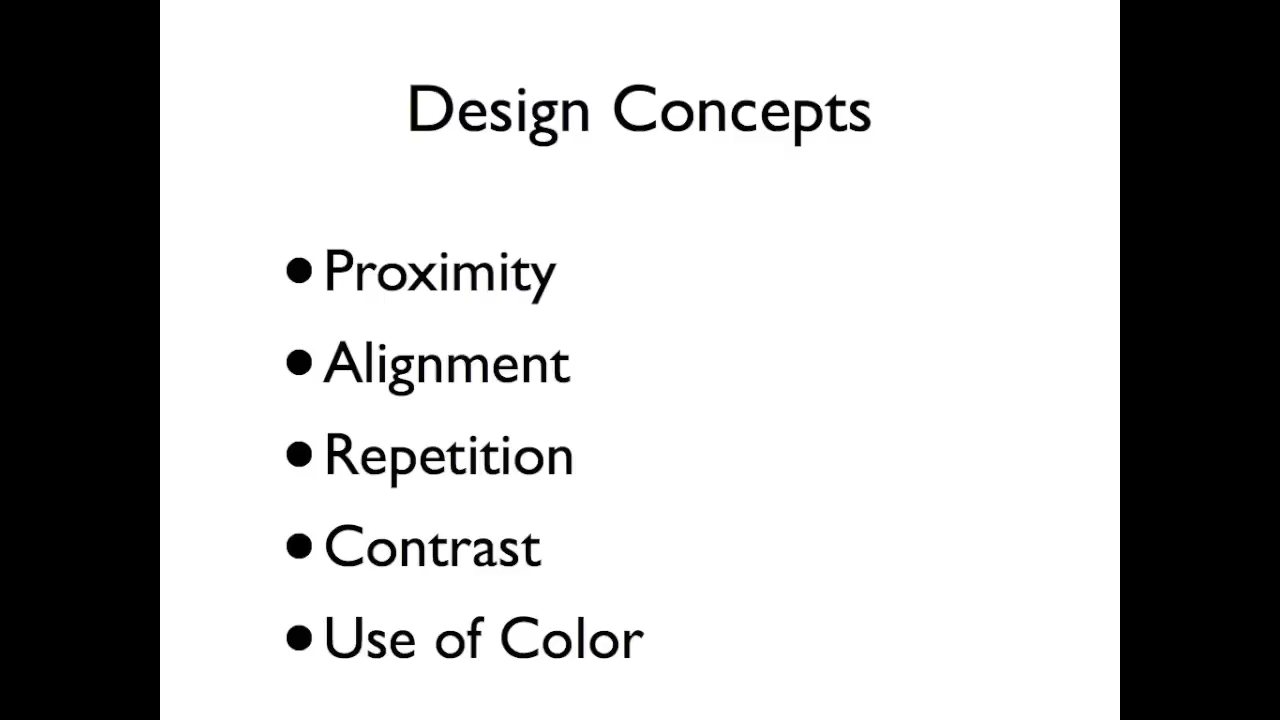 Design Concepts
• Proximity
• Alignment
• Repetition
• Contrast
• Use of Color